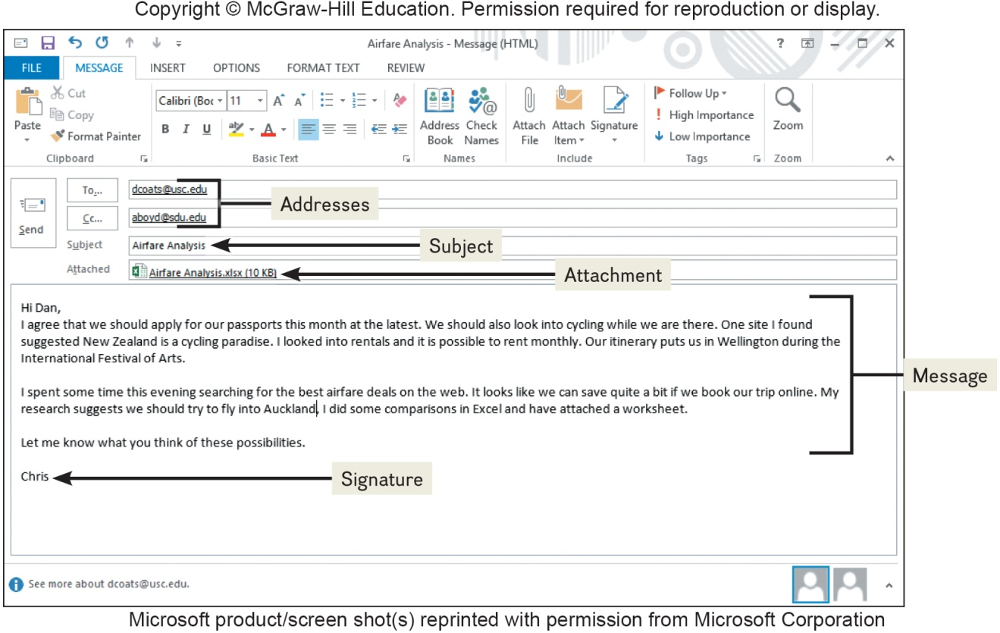 Copyright © McGraw-Hill Education. Permission required for reproduction or display.
Airfare Analysis - Message (HTML)
?
FILE MESSAGE INSERT OPTIONS FORMAT TEXT REVIEW
Paste
Cut
Copy
Format Painter
Clipboard
Calibri (Boc 11 A A
B I U aby A
Basic Text
Address Book
Check Names
Names
Attach File
Attach Item
Signature
Include
Follow Up
! High Importance
Low Importance
Tags
Zoom
Zoom
Send
To... dcoats@usc.edu
Cc... aboyd@sdu.edu
Addresses
Subject Airfare Analysis
Subject
Attached Airfare Analysis.xlsx (10 KB)
Attachment
Hi Dan,
I agree that we should apply for our passports this month at the latest. We should also look into cycling while we are there. One site I found
suggested New Zealand is a cycling paradise. I looked into rentals and it is possible to rent monthly. Our itinerary puts us in Wellington during the
International Festival of Arts.
Message
I spent some time this evening searching for the best airfare deals on the web. It looks like we can save quite a bit if we book our trip online. My
research suggests we should try to fly into Auckland, I did some comparisons in Excel and have attached a worksheet.
Let me know what you think of these possibilities.
Chris
Signature
See more about dcoats@usc.edu.
Microsoft product/screen shot(s) reprinted with permission from Microsoft Corporation